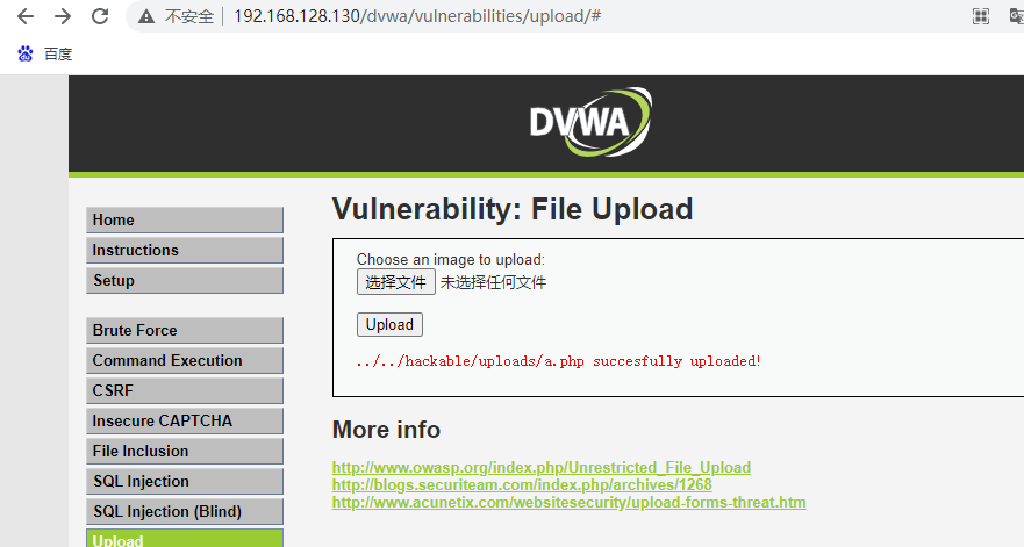 不安全 192.168.128.130/dvwa/vulnerabilities/upload/#
百度
DVWA
Home
Instructions
Setup
Brute Force
Command Execution
CSRF
Insecure CAPTCHA
File Inclusion
SQL Injection
SQL Injection (Blind)
Upload
Vulnerability: File Upload
Choose an image to upload:
选择文件 未选择任何文件
Upload
../../hackable/uploads/a.php succesfully uploaded!
More info
http://www.owasp.org/index.php/Unrestricted_File_Upload
http://blogs.securiteam.com/index.php/archives/1268
http://www.acunetix.com/websitesecurity/upload-forms-threat.htm